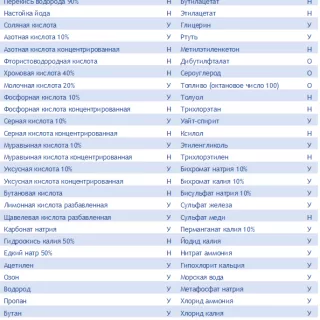 Перекись водорода 90% Н Бутилацетат Н
Настойка йода Н Этилацетат Н
Соляная кислота У Глицерин У
Азотная кислота 10% У Ртуть У
Азотная кислота концентрированная Н Метилэтиленкетон Н
Фтористоводородная кислота Н Дибутилфталат О
Хромовая кислота 40% Н Сероуглерод О
Молочная кислота 20% У Топливо (октановое число 100) О
Фосфорная кислота 10% У Толуол Н
Фосфорная кислота концентрированная Н Трихлорэтан Н
Серная кислота 10% У Уайт-спирит У
Серная кислота концентрированная Н Ксилол Н
Муравьиная кислота 10% У Этиленгликоль У
Муравьиная кислота концентрированная Н Трихлорэтилен Н
Уксусная кислота 10% У Бихромат натрия 10% У
Уксусная кислота концентрированная Н Бихромат калия 10% У
Бутановая кислота Н Бисульфат натрия 10% У
Лимонная кислота разбавленная У Сульфат железа У
Щавелевая кислота разбавленная У Сульфат меди Н
Карбонат натрия У Перманганат калия 10% У
Гидроокись калия 50% Н Йодид калия У
Едкий натр 50% Н Нитрат аммония У
Ацетилен У Гипохлорит кальция У
Озон У Морская вода У
Водород У Метафосфат натрия У
Пропан У Хлорид аммония У
Бутан У Хлорид калия У